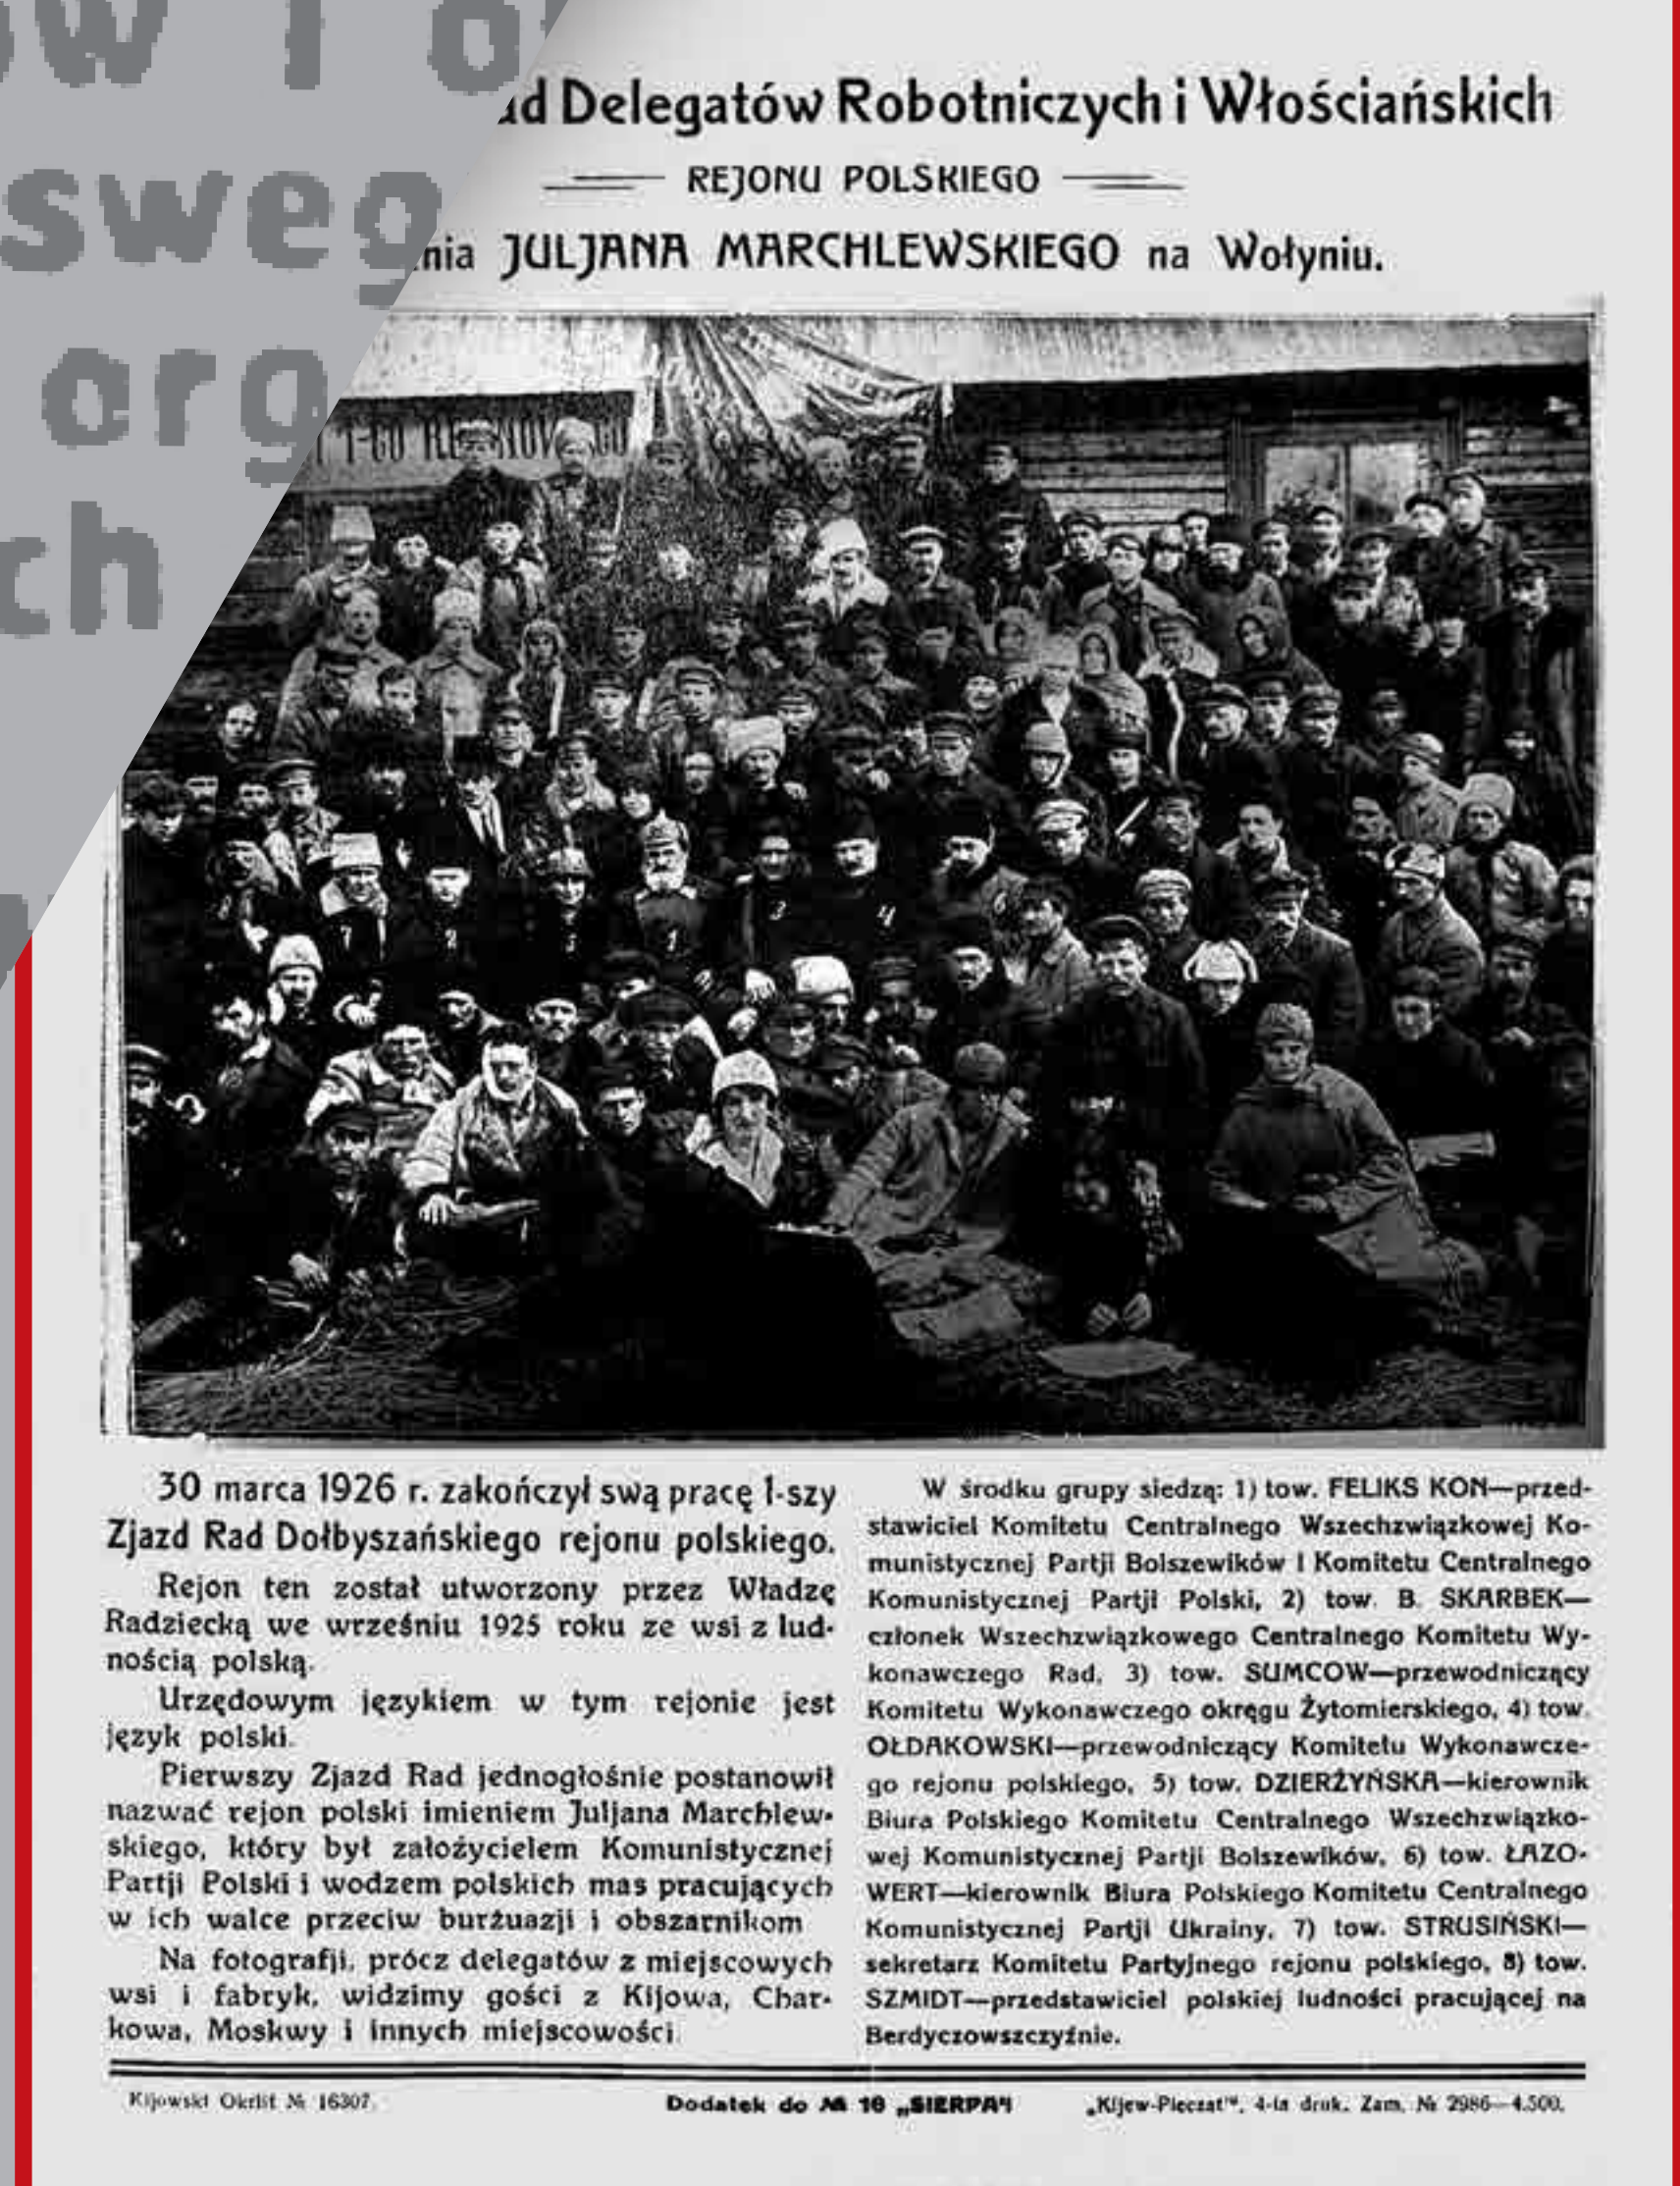 ów i o
sweg
org
ch
ad Delegatów Robotniczych i Włościańskich
REJONU POLSKIEGO
nia JULJANA MARCHLEWSKIEGO na Wołyniu.
1-GO
30 marca 1926 r. zakończył swą pracę 1-szy
Zjazd Rad Dołbyszańskiego rejonu polskiego.
Rejon ten został utworzony przez Władzę
Radziecką we wrześniu 1925 roku ze wsi z lud-
nością polską.
Urzędowym językiem w tym rejonie jest
język polski.
Pierwszy Zjazd Rad jednogłośnie postanowił
nazwać rejon polski imieniem Juljana Marchlew-
skiego, który był założycielem Komunistycznej
Partji Polski i wodzem polskich mas pracujących
w ich walce przeciw burżuazji i obszarnikom
Na fotografji, prócz delegatów z miejscowych
wsi i fabryk, widzimy gości z Kijowa, Char-
kowa, Moskwy i innych miejscowości
W środku grupy siedzą: 1) tow. FELIKS KON—przed-
stawiciel Komitetu Centralnego Wszechzwiązkowej Ko-
munistycznej Partji Bolszewików I Komitetu Centralnego
Komunistycznej Partji Polski, 2) tow. B. SKARBEK—
członek Wszechzwiązkowego Centralnego Komitetu Wy-
konawczego Rad, 3) tow. SUMCOW—przewodniczący
Komitetu Wykonawczego okręgu Żytomierskiego, 4) tow.
OŁDAKOWSKI—przewodniczący Komitetu Wykonawcze-
go rejonu polskiego, 5) tow. DZIERŻYŃSKA—kierownik
Biura Polskiego Komitetu Centralnego Wszechzwiązko-
wej Komunistycznej Partji Bolszewików, 6) tow. ŁAZO-
WERT—kierownik Biura Polskiego Komitetu Centralnego
Komunistycznej Partji Ukrainy, 7) tow. STRUSIŃSKI—
sekretarz Komitetu Partyjnego rejonu polskiego, 8) tow.
SZMIDT—przedstawiciel polskiej ludności pracującej na
Berdyczowszczyźnie.
Kijowski Okrlit № 16307.
Dodatek do № 16 „SIERPA"
„Kijew-Pieczat'", 4-ta druk. Zam. № 2986—4.500.